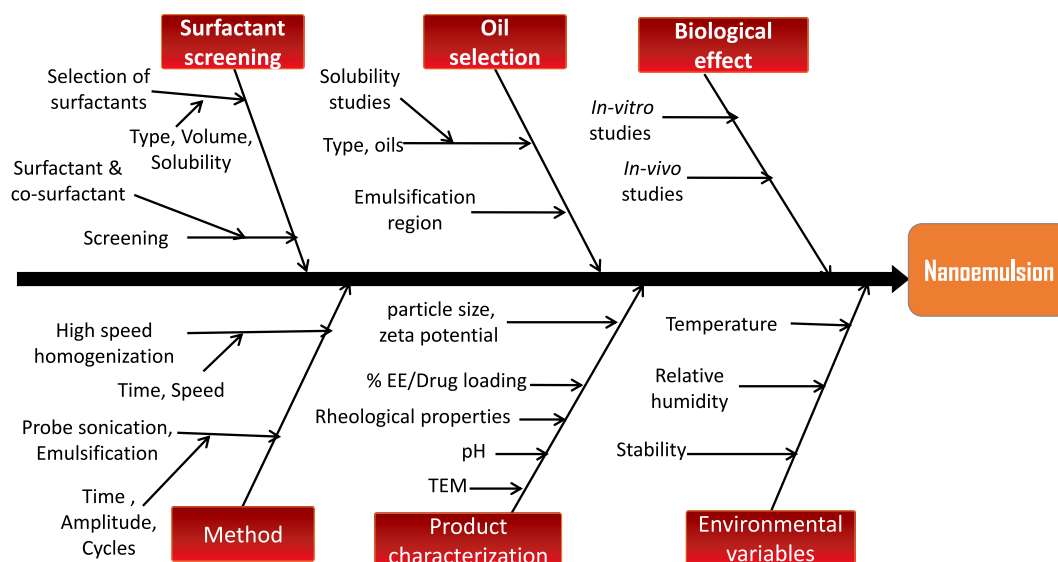 Surfactant
screening
Oil
selection
Biological
effect
Selection of
surfactants
Type, Volume,
Solubility
Surfactant &
co-surfactant
Screening
Solubility
studies
Type, oils
Emulsification
region
In-vitro
studies
In-vivo
studies
Nanoemulsion
High speed
homogenization
Time, Speed
Probe sonication,
Emulsification
Time ,
Amplitude,
Cycles
Method
particle size,
zeta potential
% EE/Drug loading
Rheological properties
pH
TEM
Product
characterization
Temperature
Relative
humidity
Stability
Environmental
variables